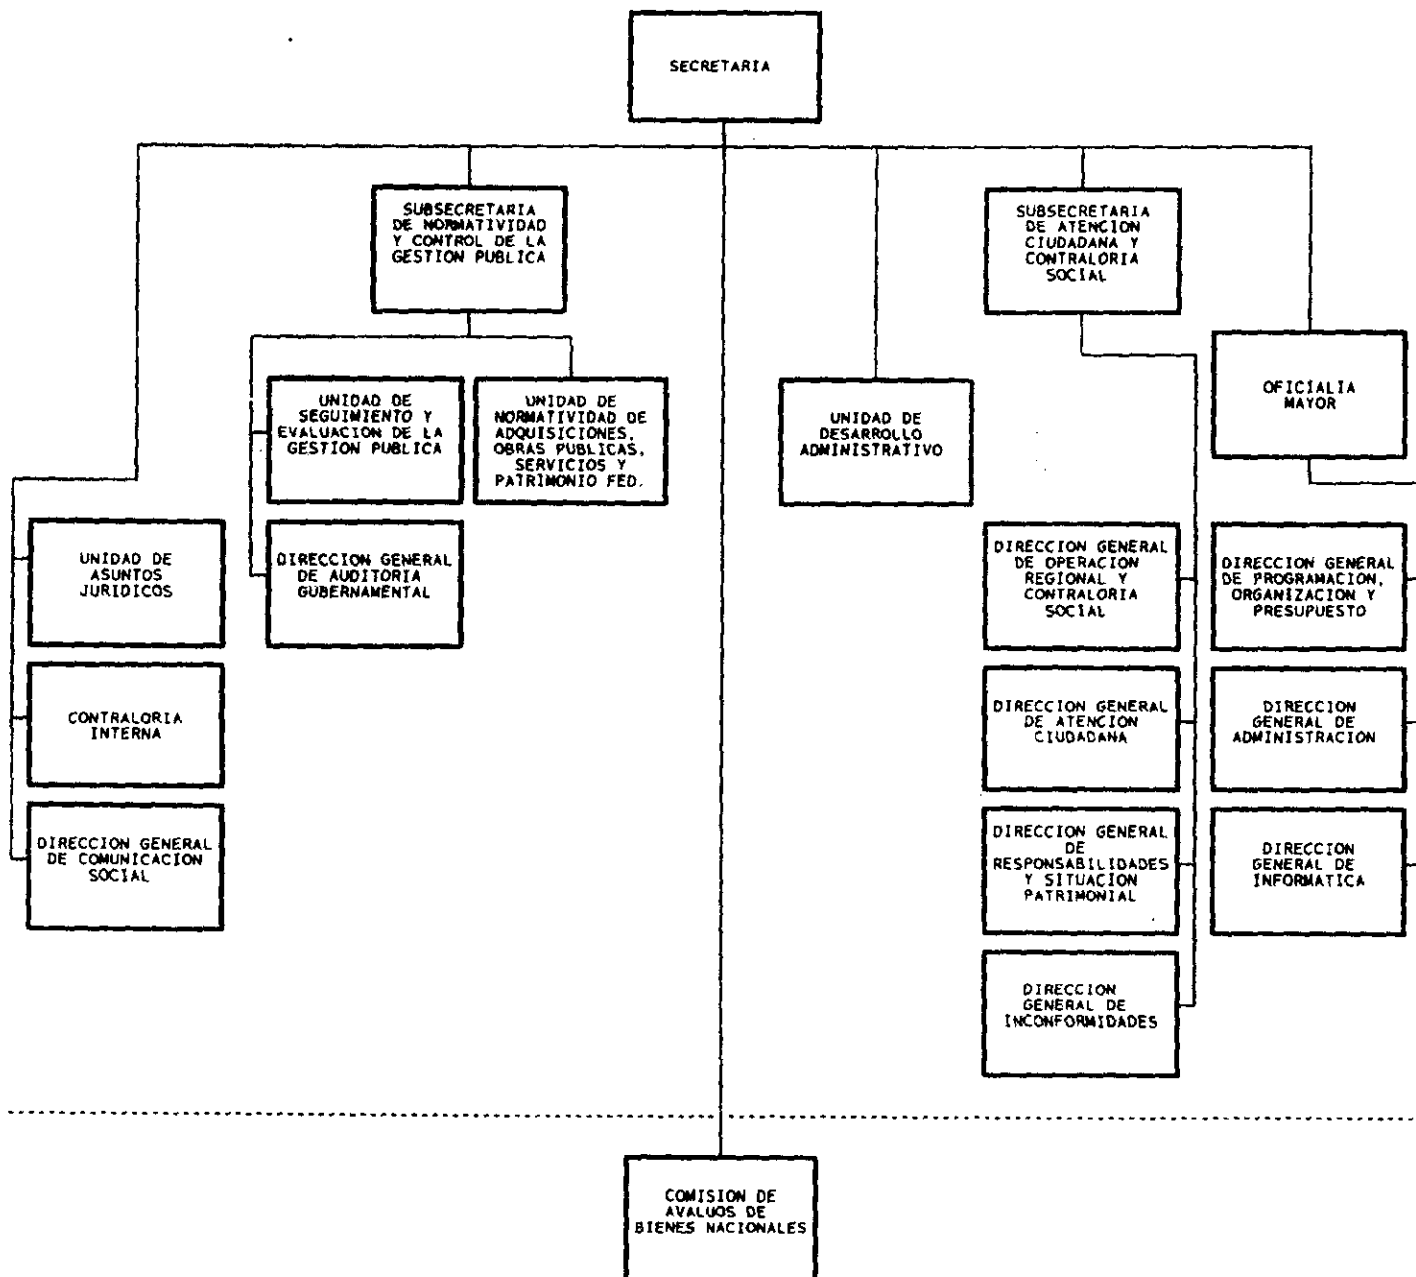 SECRETARIA
SUBSECRETARIA
DE NORMATIVIDAD
Y CONTROL DE LA
GESTION PUBLICA
SUBSECRETARIA
DE ATENCION
CIUDADANA Y
CONTRALORIA
SOCIAL
OFICIALIA
MAYOR
UNIDAD DE
SEGUIMIENTO Y
EVALUACION DE LA
GESTION PUBLICA
UNIDAD DE
NORMATIVIDAD DE
ADQUISICIONES,
OBRAS PUBLICAS,
SERVICIOS Y
PATRIMONIO FED.
UNIDAD DE
DESARROLLO
ADMINISTRATIVO
UNIDAD DE
ASUNTOS
JURIDICOS
DIRECCION GENERAL
DE AUDITORIA
GUBERNAMENTAL
DIRECCION GENERAL
DE OPERACION
REGIONAL Y
CONTRALORIA
SOCIAL
DIRECCION GENERAL
DE PROGRAMACION,
ORGANIZACION Y
PRESUPUESTO
CONTRALORIA
INTERNA
DIRECCION GENERAL
DE ATENCION
CIUDADANA
DIRECCION
GENERAL DE
ADMINISTRACION
DIRECCION GENERAL
DE COMUNICACION
SOCIAL
DIRECCION GENERAL
DE
RESPONSABILIDADES
Y SITUACION
PATRIMONIAL
DIRECCION
GENERAL DE
INFORMATICA
DIRECCION
GENERAL DE
INCONFORMIDADES
COMISION DE
AVALUOS DE
BIENES NACIONALES